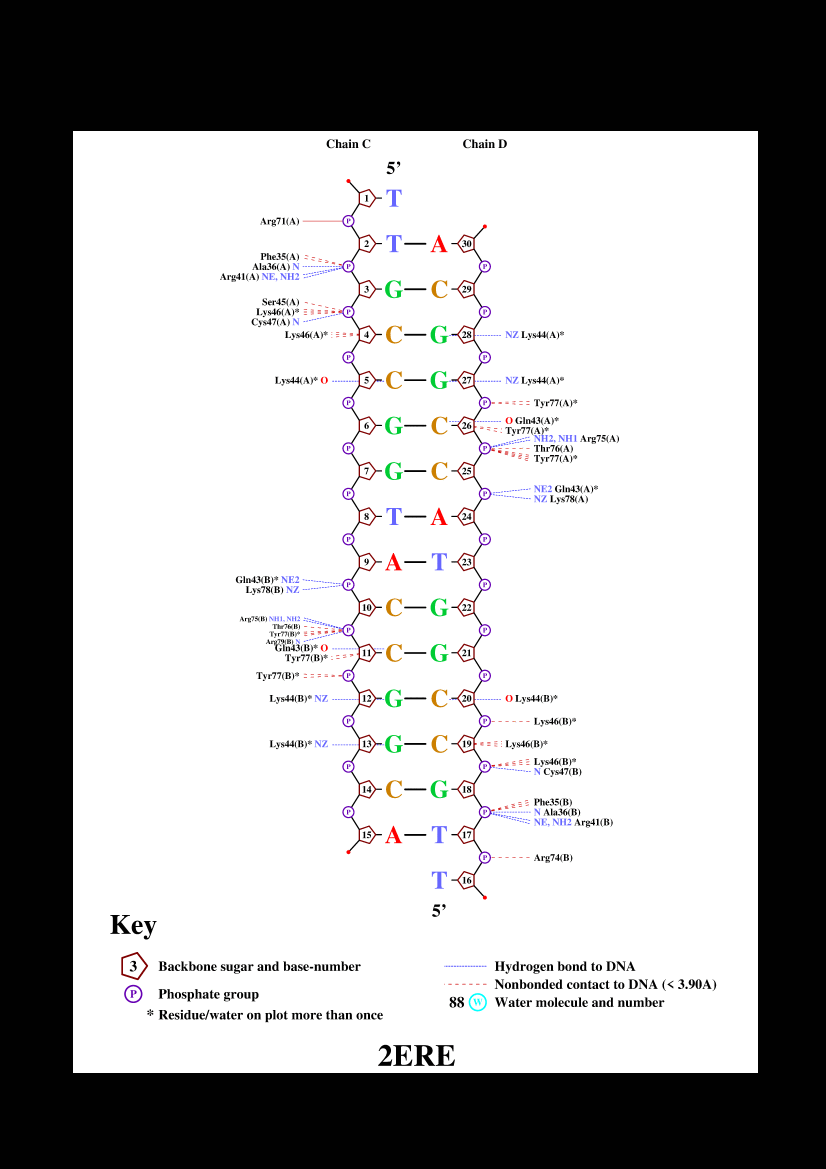 Chain C Chain D
5’
1 T
Arg71(A) P
2 T A 30
Phe35(A)
Ala36(A) N P P
Arg41(A) NE, NH2
3 G C 29
Ser45(A)
Lys46(A)* P P
Cys47(A) N
Lys46(A)* 4 C G 28 NZ Lys44(A)*
P P
Lys44(A)* O 5 C G 27 NZ Lys44(A)*
P P Tyr77(A)*
6 G C 26 O Gln43(A)*
Tyr77(A)*
NH2, NH1 Arg75(A)
P P Thr76(A)
Tyr77(A)*
7 G C 25
P P NE2 Gln43(A)*
NZ Lys78(A)
8 T A 24
P P
9 A T 23
Gln43(B)* NE2 P P
Lys78(B) NZ
10 C G 22
Arg75(B) NH1, NH2
Thr76(B) P P
Tyr77(B)*
Arg79(B) N
Gln43(B)* O 11 C G 21
Tyr77(B)*
Tyr77(B)* P P
Lys44(B)* NZ 12 G C 20 O Lys44(B)*
P P Lys46(B)*
Lys44(B)* NZ 13 G C 19 Lys46(B)*
P P Lys46(B)*
N Cys47(B)
14 C G 18
Phe35(B)
P P N Ala36(B)
NE, NH2 Arg41(B)
15 A T 17
P Arg74(B)
T 16
5’
Key
3 Backbone sugar and base-number
P Phosphate group
* Residue/water on plot more than once
Hydrogen bond to DNA
Nonbonded contact to DNA (< 3.90A)
88 W Water molecule and number
2ERE